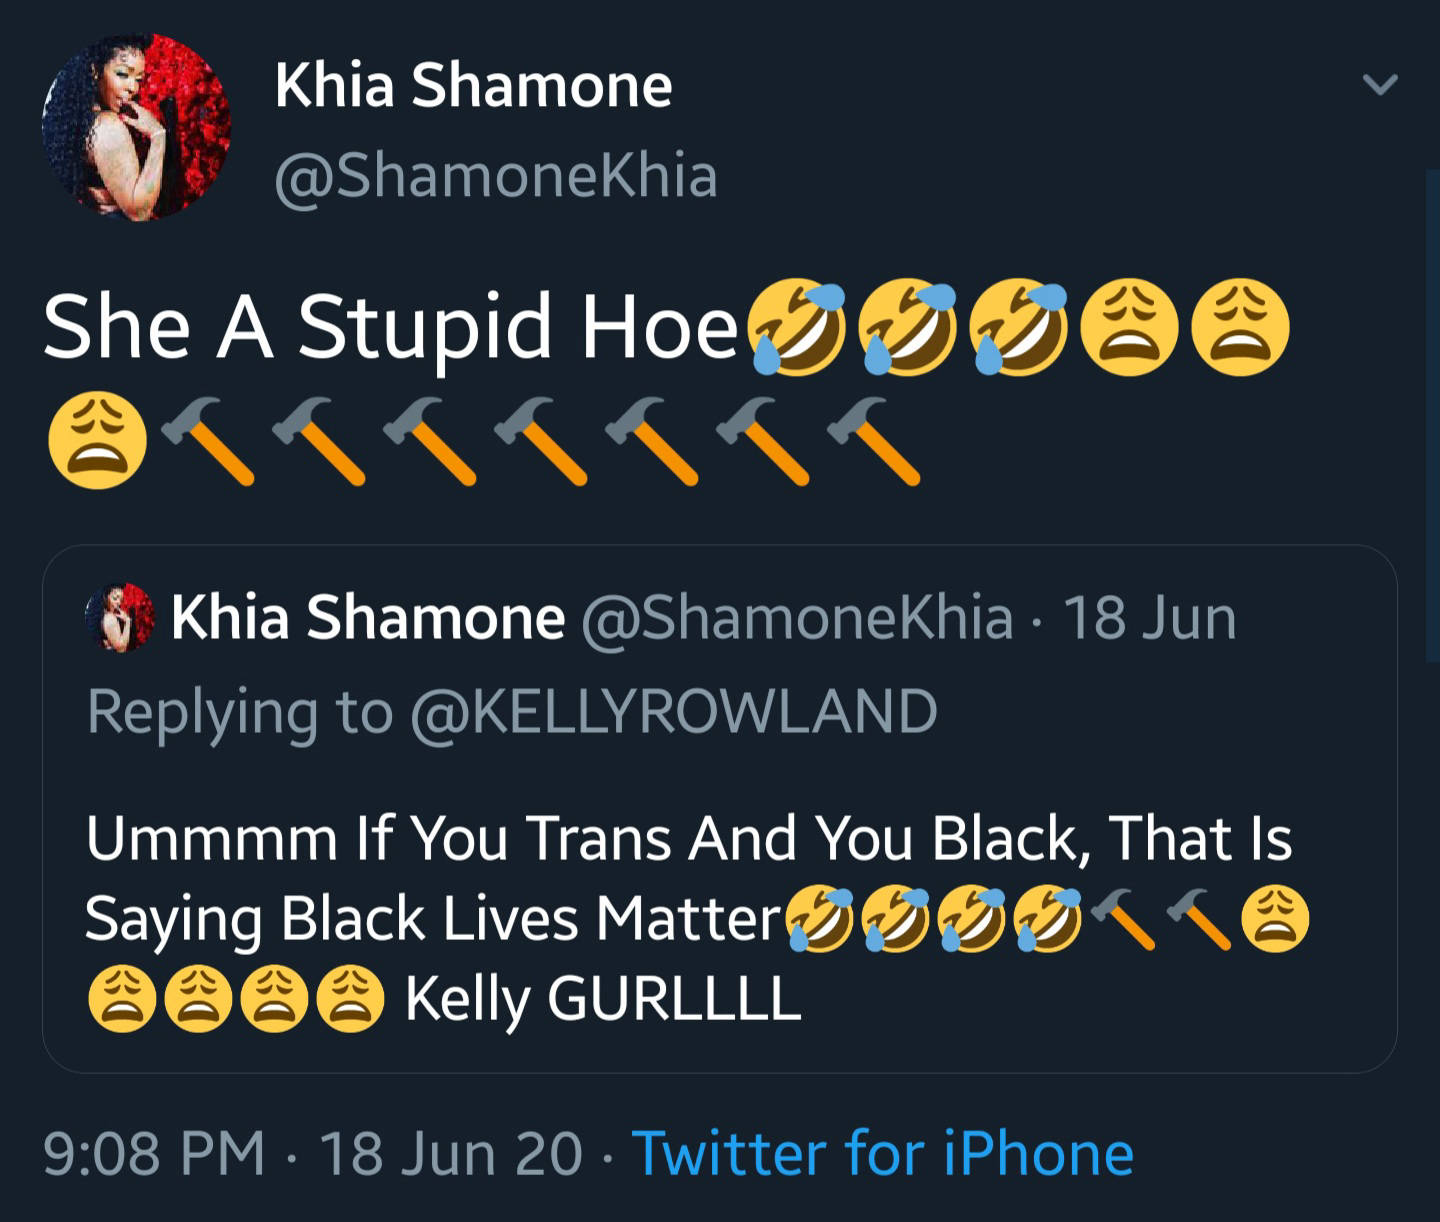 Khia Shamone
@ShamoneKhia
She A Stupid Hoe🤣🤣🤣😩😩
😩🔨🔨🔨🔨🔨🔨🔨
Khia Shamone @ShamoneKhia · 18 Jun
Replying to @KELLYROWLAND
Ummmm If You Trans And You Black, That Is
Saying Black Lives Matter🤣🤣🤣🤣🔨🔨😩
😩😩😩😩 Kelly GURLLLL
9:08 PM · 18 Jun 20 · Twitter for iPhone